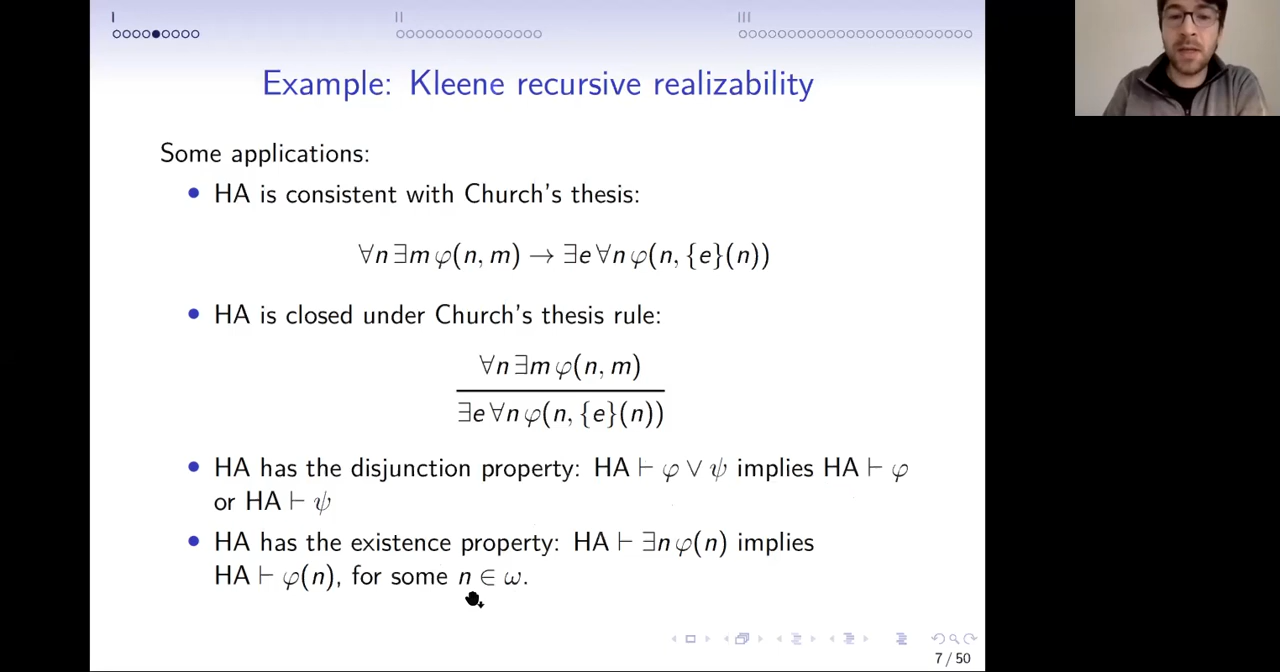 I II III
Example: Kleene recursive realizability
Some applications:
• HA is consistent with Church's thesis:
∀n ∃m φ(n, m) → ∃e ∀n φ(n, {e}(n))
• HA is closed under Church's thesis rule:
∀n ∃m φ(n, m)
∃e ∀n φ(n, {e}(n))
• HA has the disjunction property: HA ⊢ φ ∨ ψ implies HA ⊢ φ
or HA ⊢ ψ
• HA has the existence property: HA ⊢ ∃n φ(n) implies
HA ⊢ φ(n), for some n ∈ ω.
7 / 50